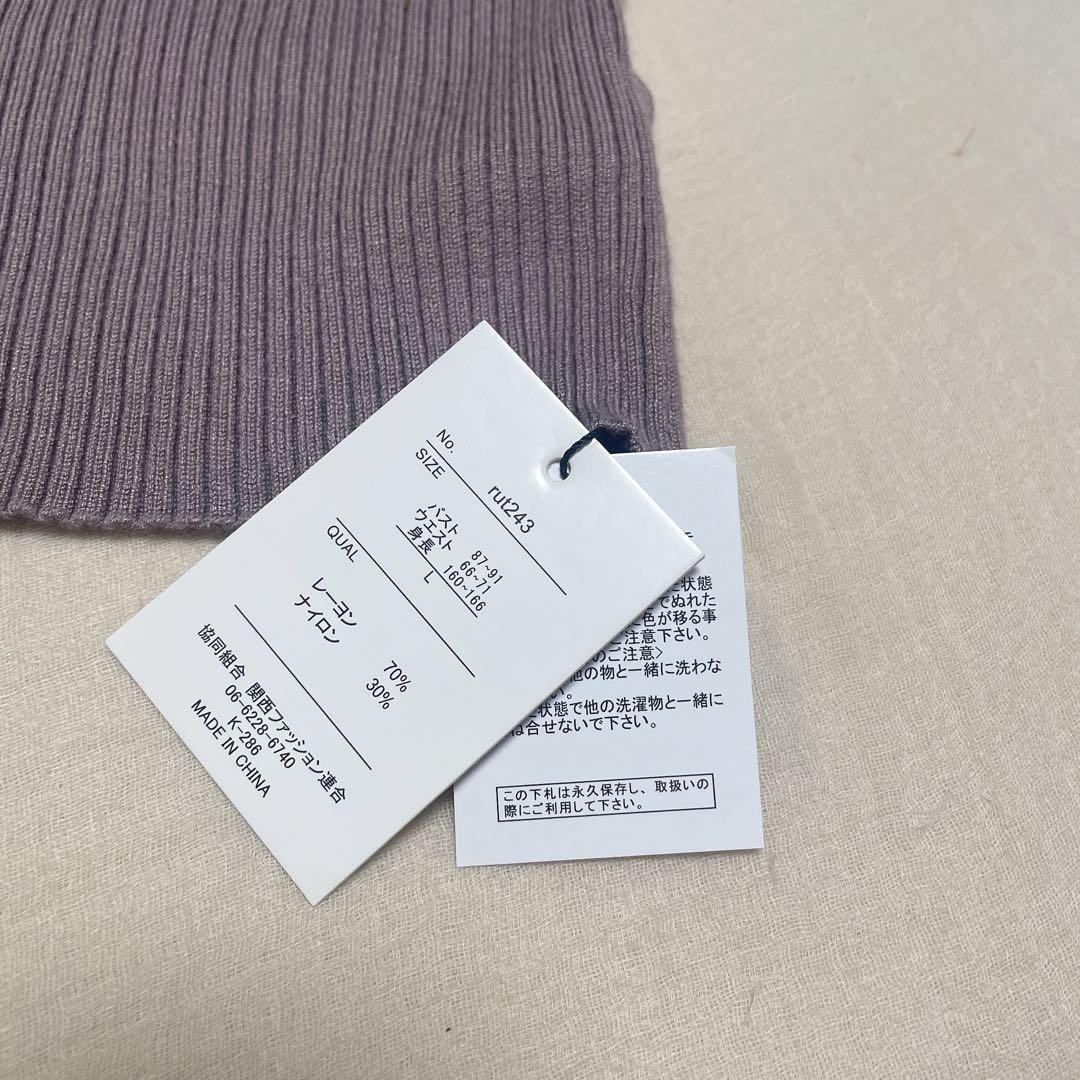 No. rut243
SIZE
バスト 87~91
ウエスト 66~71
身長 160~166
L
QUAL
レーヨン 70%
ナイロン 30%
協同組合 関西ファッション連合
06-6228-6740
K-286
MADE IN CHINA
状態
でぬれた
色が移る事
ご注意下さい。
のご注意〉
他の物と一緒に洗わな
い。
状態で他の洗濯物と一緒に
ね合せないで下さい。
この下札は永久保存し、取扱いの
際にご利用して下さい。